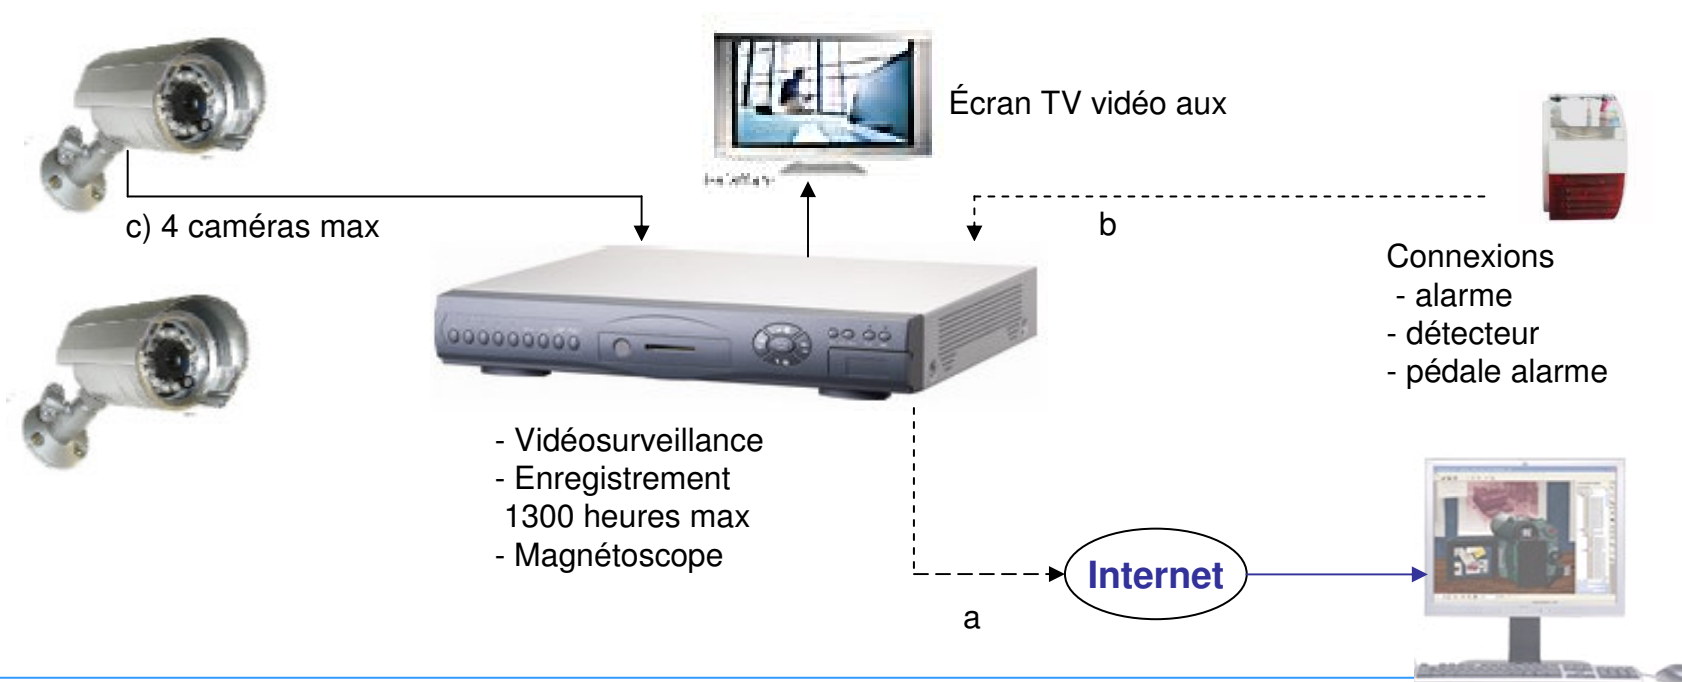 Écran TV vidéo aux
c) 4 caméras max
b
Connexions
- alarme
- détecteur
- pédale alarme
- Vidéosurveillance
- Enregistrement
1300 heures max
- Magnétoscope
Internet
a